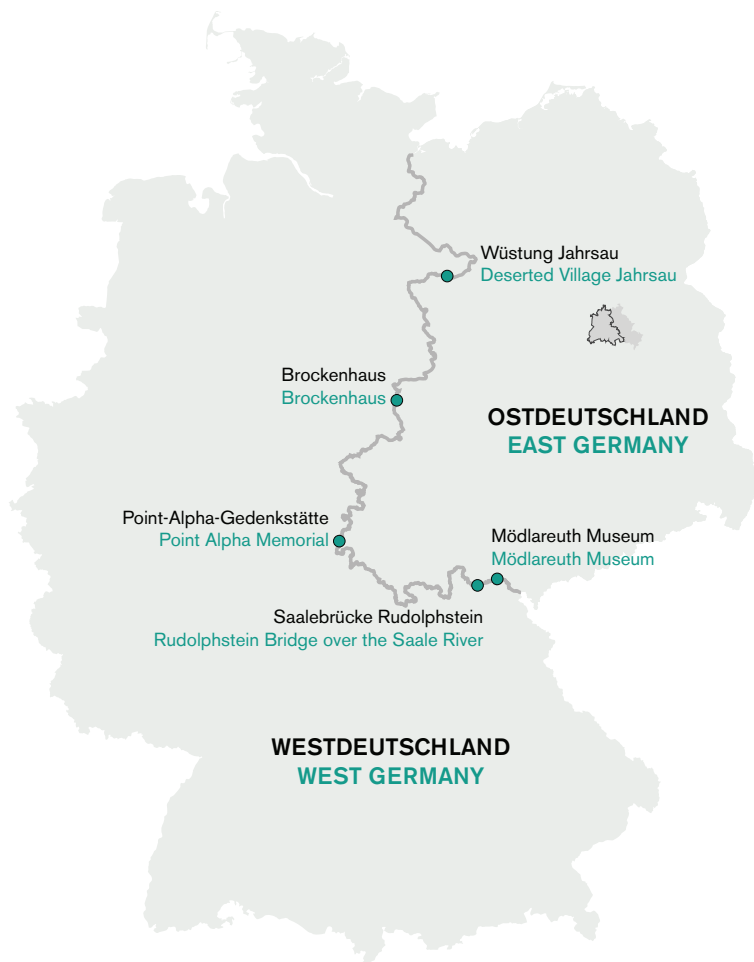 Wüstung Jahrsau
Deserted Village Jahrsau
Brockenhaus
Brockenhaus
OSTDEUTSCHLAND
EAST GERMANY
Point-Alpha-Gedenkstätte
Point Alpha Memorial
Mödlareuth Museum
Mödlareuth Museum
Saalebrücke Rudolphstein
Rudolphstein Bridge over the Saale River
WESTDEUTSCHLAND
WEST GERMANY